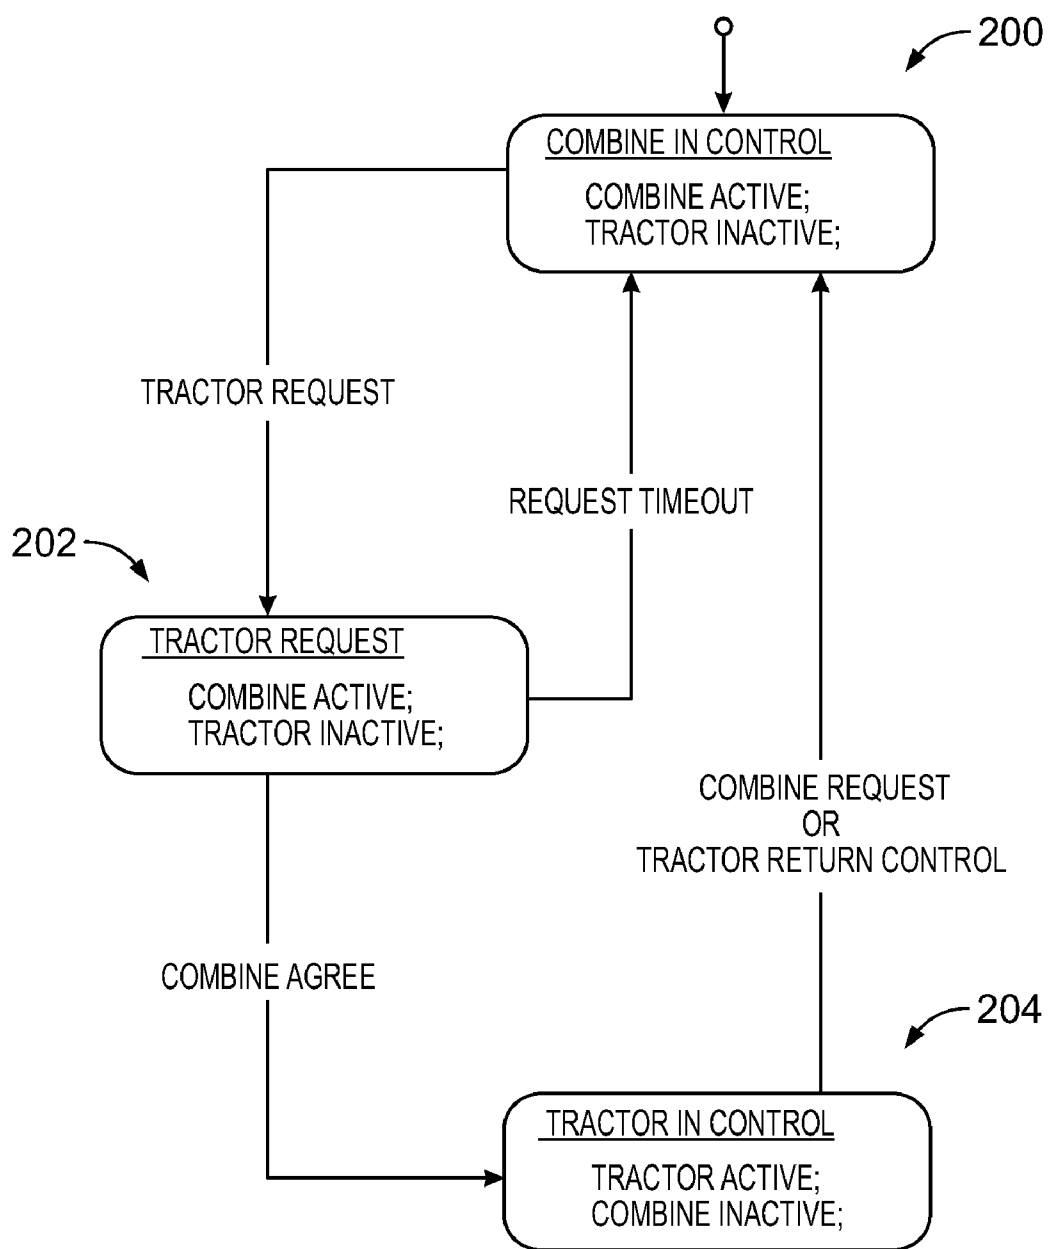 200
COMBINE IN CONTROL
COMBINE ACTIVE;
TRACTOR INACTIVE;
TRACTOR REQUEST
REQUEST TIMEOUT
202
TRACTOR REQUEST
COMBINE ACTIVE;
TRACTOR INACTIVE;
COMBINE REQUEST
OR
TRACTOR RETURN CONTROL
COMBINE AGREE
204
TRACTOR IN CONTROL
TRACTOR ACTIVE;
COMBINE INACTIVE;